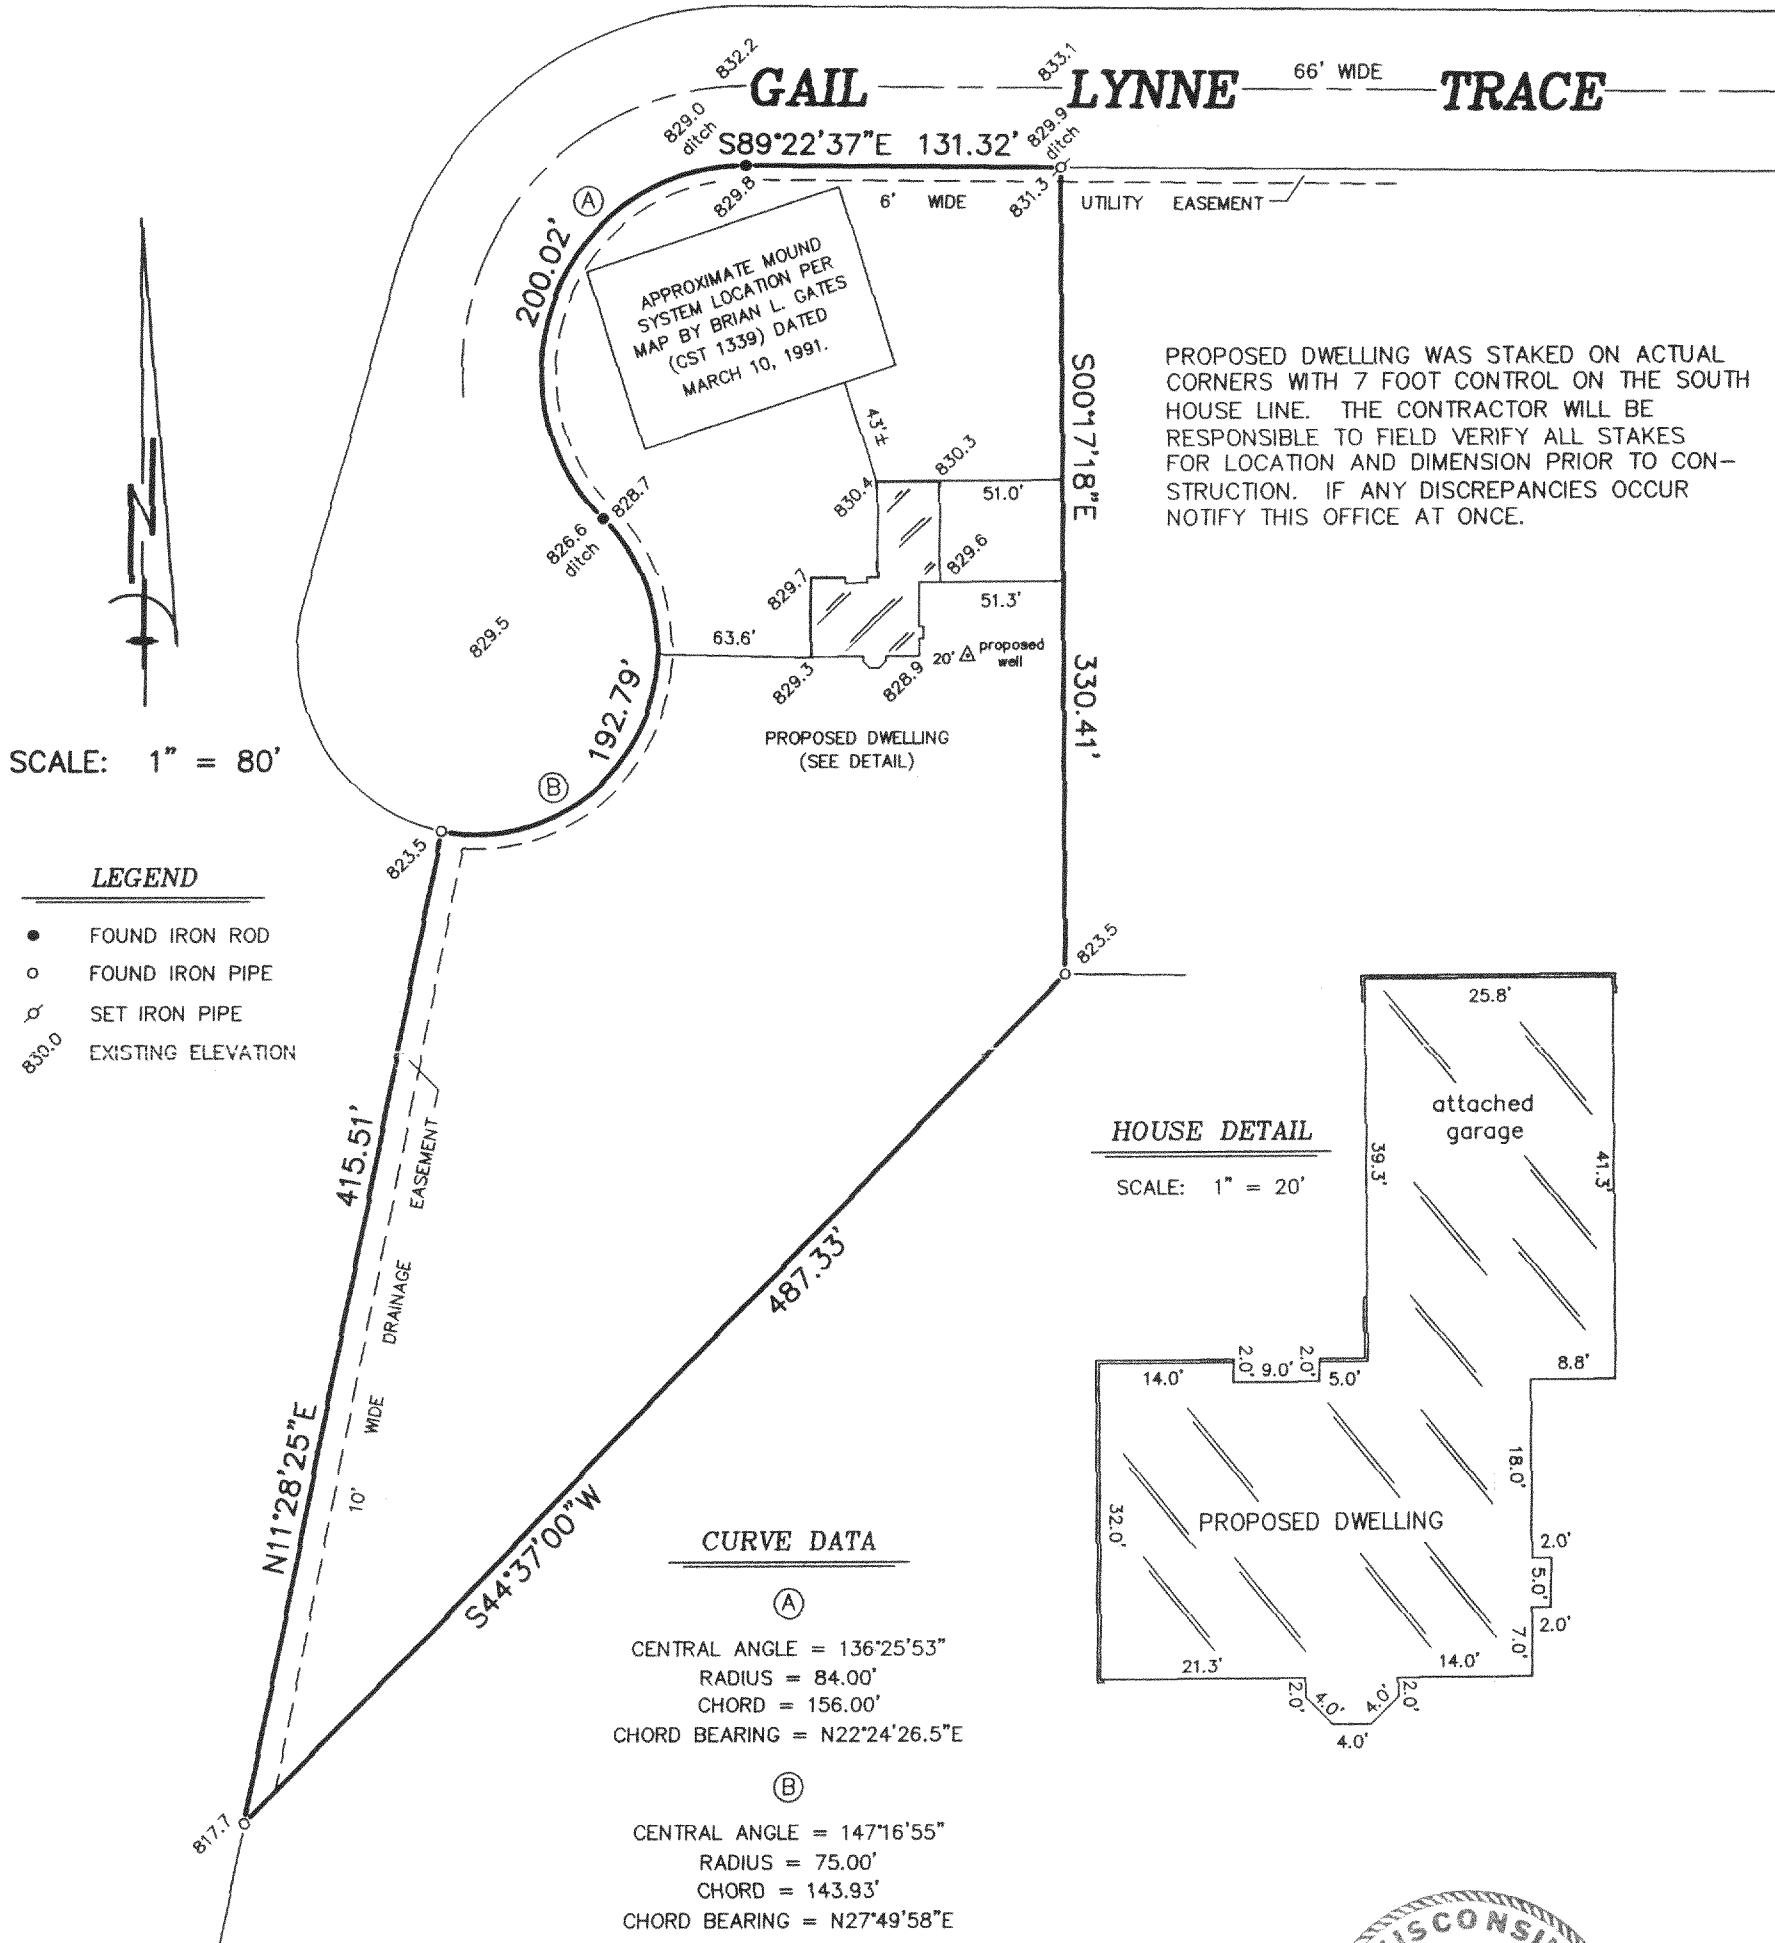 832.2
833.1
66' WIDE
GAIL LYNNE TRACE
829.0
ditch
829.9
ditch
S89°22'37"E 131.32'
829.8
831.3
6' WIDE UTILITY EASEMENT
A
200.02'
APPROXIMATE MOUND
SYSTEM LOCATION PER
MAP BY BRIAN L. GATES
(CST 1339) DATED
MARCH 10, 1991.
S00°17'18"E
330.41'
PROPOSED DWELLING WAS STAKED ON ACTUAL
CORNERS WITH 7 FOOT CONTROL ON THE SOUTH
HOUSE LINE. THE CONTRACTOR WILL BE
RESPONSIBLE TO FIELD VERIFY ALL STAKES
FOR LOCATION AND DIMENSION PRIOR TO CON-
STRUCTION. IF ANY DISCREPANCIES OCCUR
NOTIFY THIS OFFICE AT ONCE.
43'±
830.3
830.4
51.0'
828.7
826.6
ditch
829.6
829.7
51.3'
829.5
63.6'
20'
proposed
well
829.3
828.9
192.79'
B
PROPOSED DWELLING
(SEE DETAIL)
N
SCALE: 1" = 80'
823.5
LEGEND
FOUND IRON ROD
FOUND IRON PIPE
SET IRON PIPE
830.0 EXISTING ELEVATION
823.5
415.51'
N11°28'25"E
10' WIDE DRAINAGE EASEMENT
487.33'
S44°37'00"W
817.7
HOUSE DETAIL
SCALE: 1" = 20'
25.8'
attached
garage
39.3'
41.3'
14.0'
2.0'
9.0'
2.0'
5.0'
8.8'
18.0'
32.0'
PROPOSED DWELLING
2.0'
5.0'
2.0'
7.0'
21.3'
14.0'
2.0'
4.0'
4.0'
2.0'
4.0'
CURVE DATA
A
CENTRAL ANGLE = 136°25'53"
RADIUS = 84.00'
CHORD = 156.00'
CHORD BEARING = N22°24'26.5"E
B
CENTRAL ANGLE = 147°16'55"
RADIUS = 75.00'
CHORD = 143.93'
CHORD BEARING = N27°49'58"E
ISCONSI